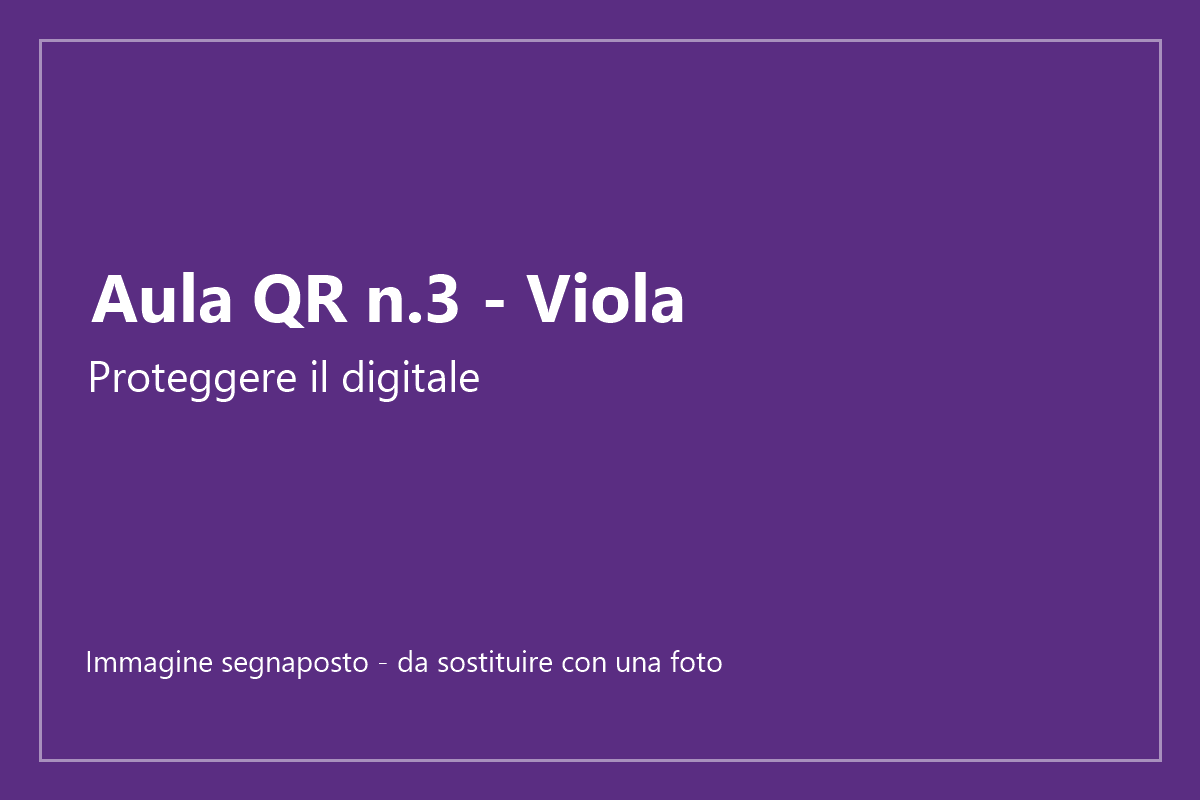 Aula QR n.3 - Viola
Proteggere il digitale
Immagine segnaposto - da sostituire con una foto